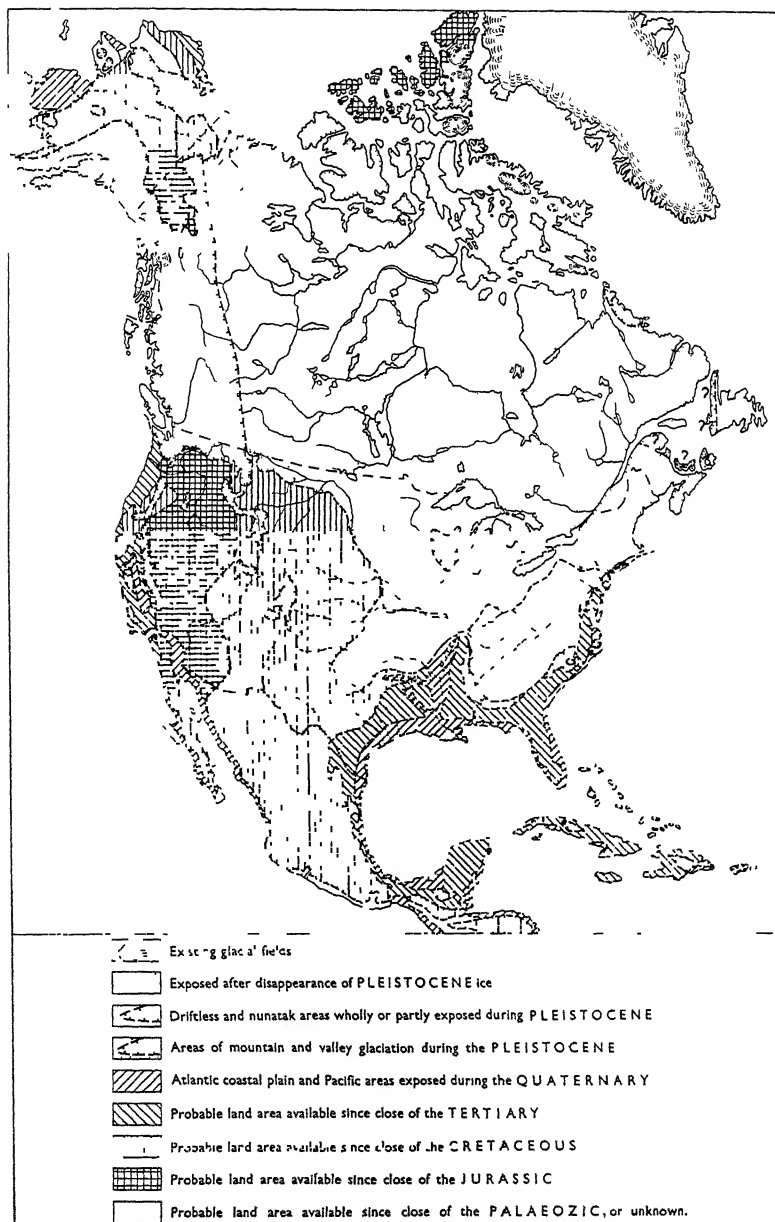 Existing glacial fields
Exposed after disappearance of PLEISTOCENE ice
Driftless and nunatak areas wholly or partly exposed during PLEISTOCENE
Areas of mountain and valley glaciation during the PLEISTOCENE
Atlantic coastal plain and Pacific areas exposed during the QUATERNARY
Probable land area available since close of the TERTIARY
Probable land area available since close of the CRETACEOUS
Probable land area available since close of the JURASSIC
Probable land area available since close of the PALAEOZIC, or unknown.